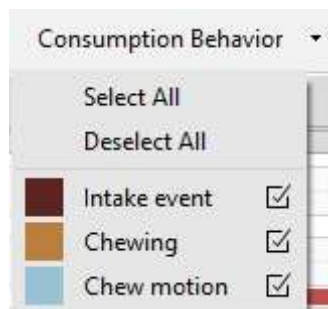 Consumption Behavior
Select All
Deselect All
Intake event
Chewing
Chew motion